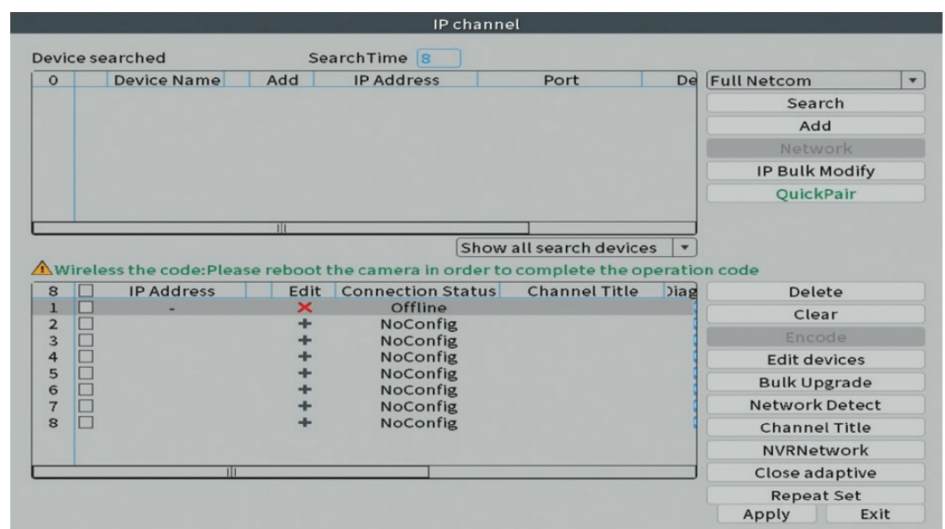 IP channel
Device searched SearchTime 8
0 Device Name Add IP Address Port De
Full Netcom
Search
Add
Network
IP Bulk Modify
QuickPair
Show all search devices
Wireless the code:Please reboot the camera in order to complete the operation code
8 IP Address Edit Connection Status Channel Title Diag
1 - Offline
2 + NoConfig
3 + NoConfig
4 + NoConfig
5 + NoConfig
6 + NoConfig
7 + NoConfig
8 + NoConfig
Delete
Clear
Encode
Edit devices
Bulk Upgrade
Network Detect
Channel Title
NVRNetwork
Close adaptive
Repeat Set
Apply Exit